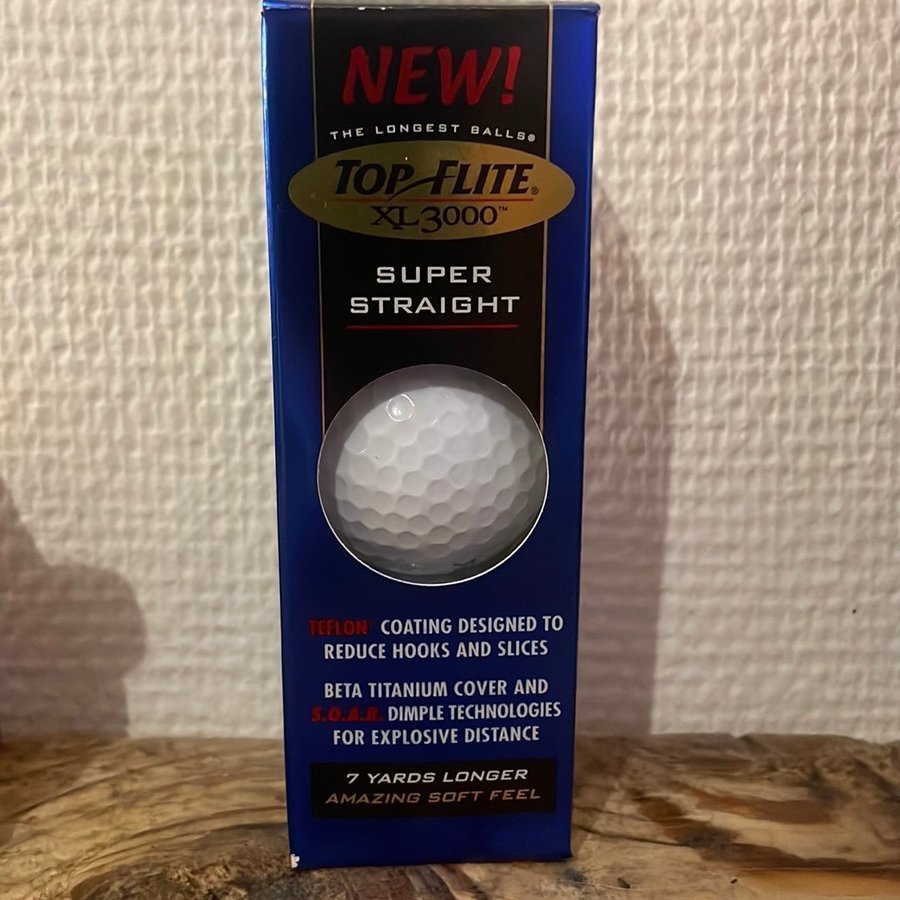 NEW!
THE LONGEST BALLS®
TOP-FLITE®
XL3000™
SUPER
STRAIGHT
TEFLON® COATING DESIGNED TO
REDUCE HOOKS AND SLICES
BETA TITANIUM COVER AND
S.O.A.R. DIMPLE TECHNOLOGIES
FOR EXPLOSIVE DISTANCE
7 YARDS LONGER
AMAZING SOFT FEEL